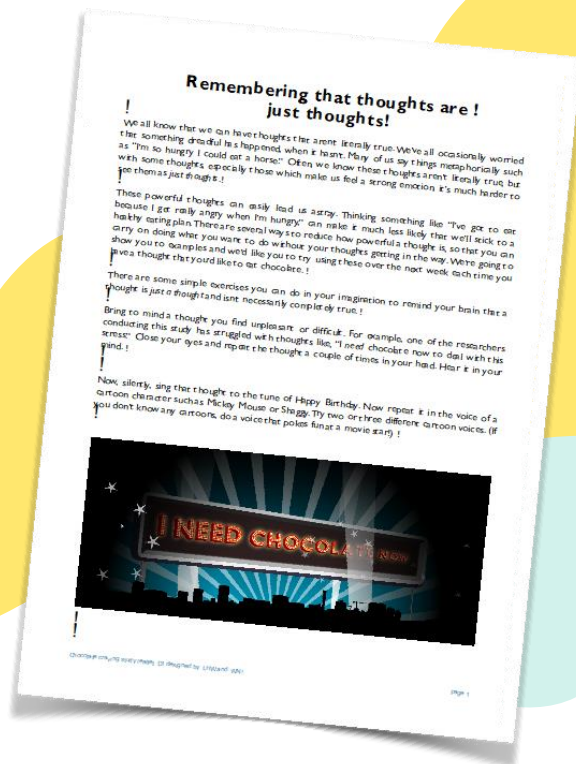 Remembering that thoughts are !
just thoughts!
!
We all know that we can have thoughts that arent literally true. We've all occasionally worried
that something dreadful has happened, when it hasn't. Many of us say things metaphorically such
as "I'm so hungry I could eat a horse." Often we know these thoughts aren't literally true, but
with some thoughts, especially those which make us feel a strong emotion it's much harder to
see them as just thoughts. !
!
These powerful thoughts can easily lead us astray. Thinking something like "I've got to eat
because I get really angry when I'm hungry," can make it much less likely that we'll stick to a
healthy eating plan. There are several ways to reduce how powerful a thought is, so that you can
carry on doing what you want to do without your thoughts getting in the way. We're going to
show you to examples and we'd like you to try using these over the next week each time you
have a thought that you'd like to eat chocolate. !
!
There are some simple exercises you can do in your imagination to remind your brain that a
thought is just a thought and isnt necessarily completely true. !
!
Bring to mind a thought you find unpleasant or difficult. For example, one of the researchers
conducting this study has struggled with thoughts like, "I need chocolate now to deal with this
stress." Close your eyes and repeat the thought a couple of times in your head. Hear it in your
mind. !
!
!
Now, silently, sing that thought to the tune of Happy Birthday. Now repeat it in the voice of a
cartoon character such as Mickey Mouse or Shaggy. Try two or three different cartoon voices. (If
you don't know any cartoons, do a voice that pokes fun at a movie star!) !
!
I NEED CHOCOLATE NOW
!
page 1